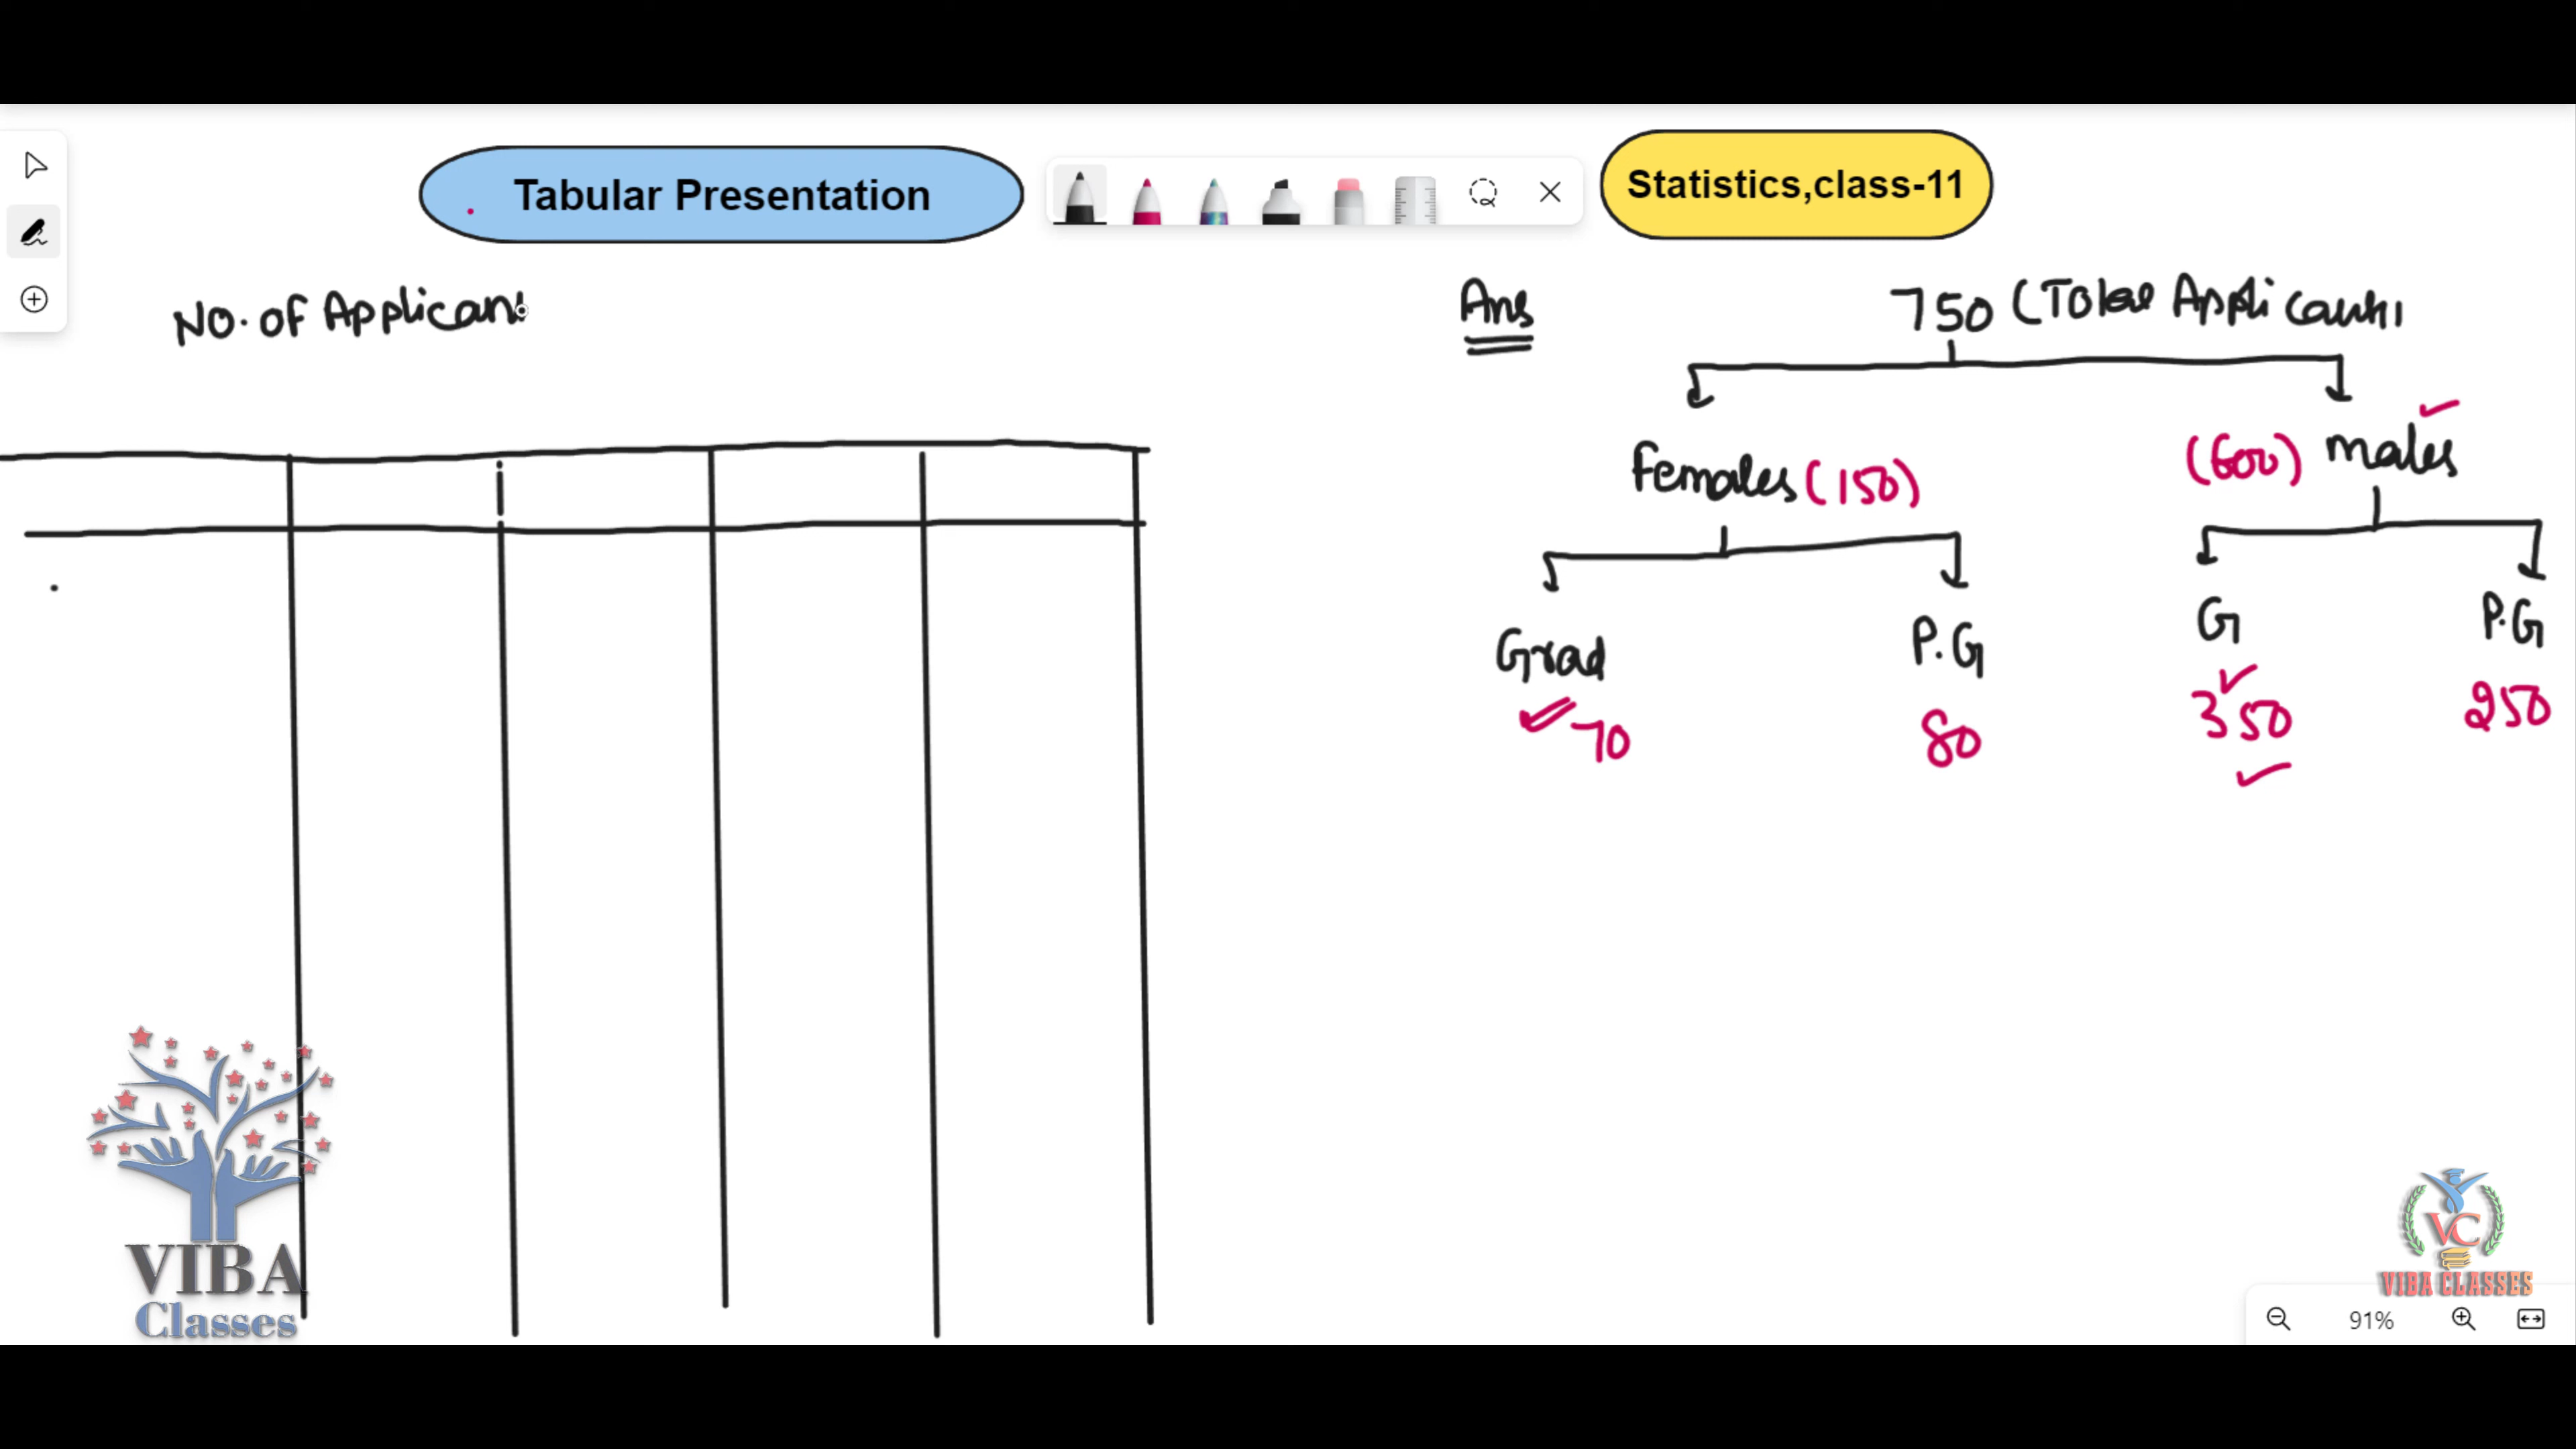 Tabular Presentation
Statistics,class-11
No. of Applicant
Ans
750 (Total Applicants
Females (150)
(600) males
Grad
P.G
G
P.G
70
80
350
250
VIBA
Classes
VC
VIBA CLASSES
91%